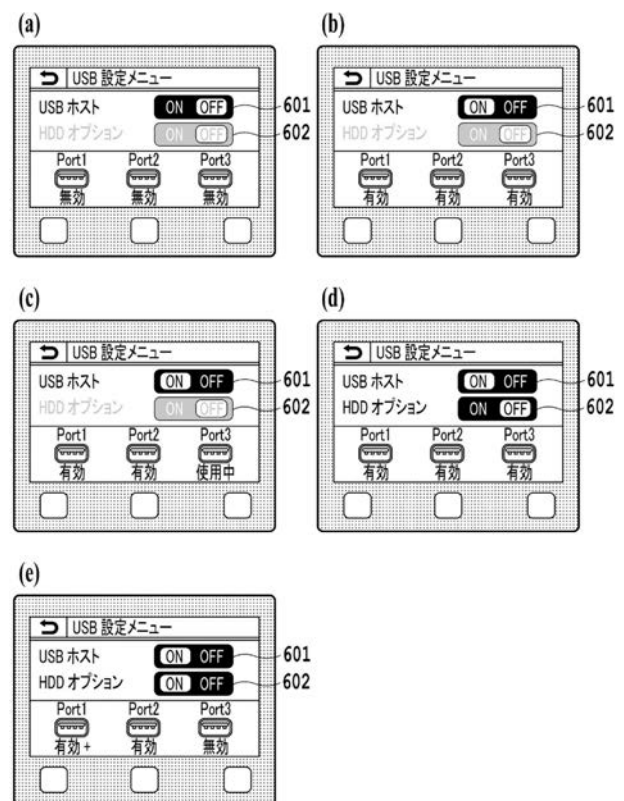 (a)
USB 設定メニュー
USB ホスト ON OFF 601
HDD オプション ON OFF 602
Port1 Port2 Port3
無効 無効 無効
(b)
USB 設定メニュー
USB ホスト ON OFF 601
HDD オプション ON OFF 602
Port1 Port2 Port3
有効 有効 有効
(c)
USB 設定メニュー
USB ホスト ON OFF 601
HDD オプション ON OFF 602
Port1 Port2 Port3
有効 有効 使用中
(d)
USB 設定メニュー
USB ホスト ON OFF 601
HDD オプション ON OFF 602
Port1 Port2 Port3
有効 有効 有効
(e)
USB 設定メニュー
USB ホスト ON OFF 601
HDD オプション ON OFF 602
Port1 Port2 Port3
有効 + 有効 無効